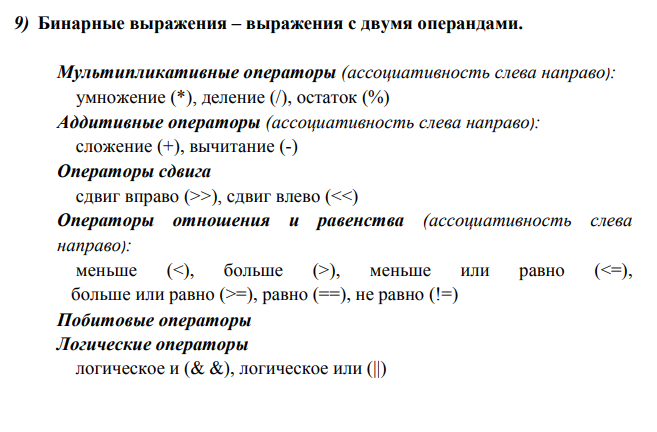 9) Бинарные выражения – выражения с двумя операндами.
Мультипликативные операторы (ассоциативность слева направо):
умножение (*), деление (/), остаток (%)
Аддитивные операторы (ассоциативность слева направо):
сложение (+), вычитание (-)
Операторы сдвига
сдвиг вправо (>>), сдвиг влево (<<)
Операторы отношения и равенства (ассоциативность слева
направо):
меньше (<), больше (>), меньше или равно (<=),
больше или равно (>=), равно (==), не равно (!=)
Побитовые операторы
Логические операторы
логическое и (& &), логическое или (||)